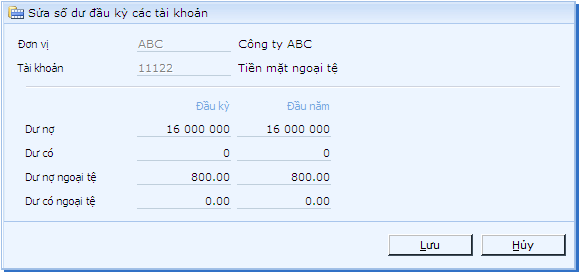 Sửa số dư đầu kỳ các tài khoản
Đơn vị ABC Công ty ABC
Tài khoản 11122 Tiền mặt ngoại tệ
Đầu kỳ Đầu năm
Dư nợ 16 000 000 16 000 000
Dư có 0 0
Dư nợ ngoại tệ 800.00 800.00
Dư có ngoại tệ 0.00 0.00
Lưu Hủy